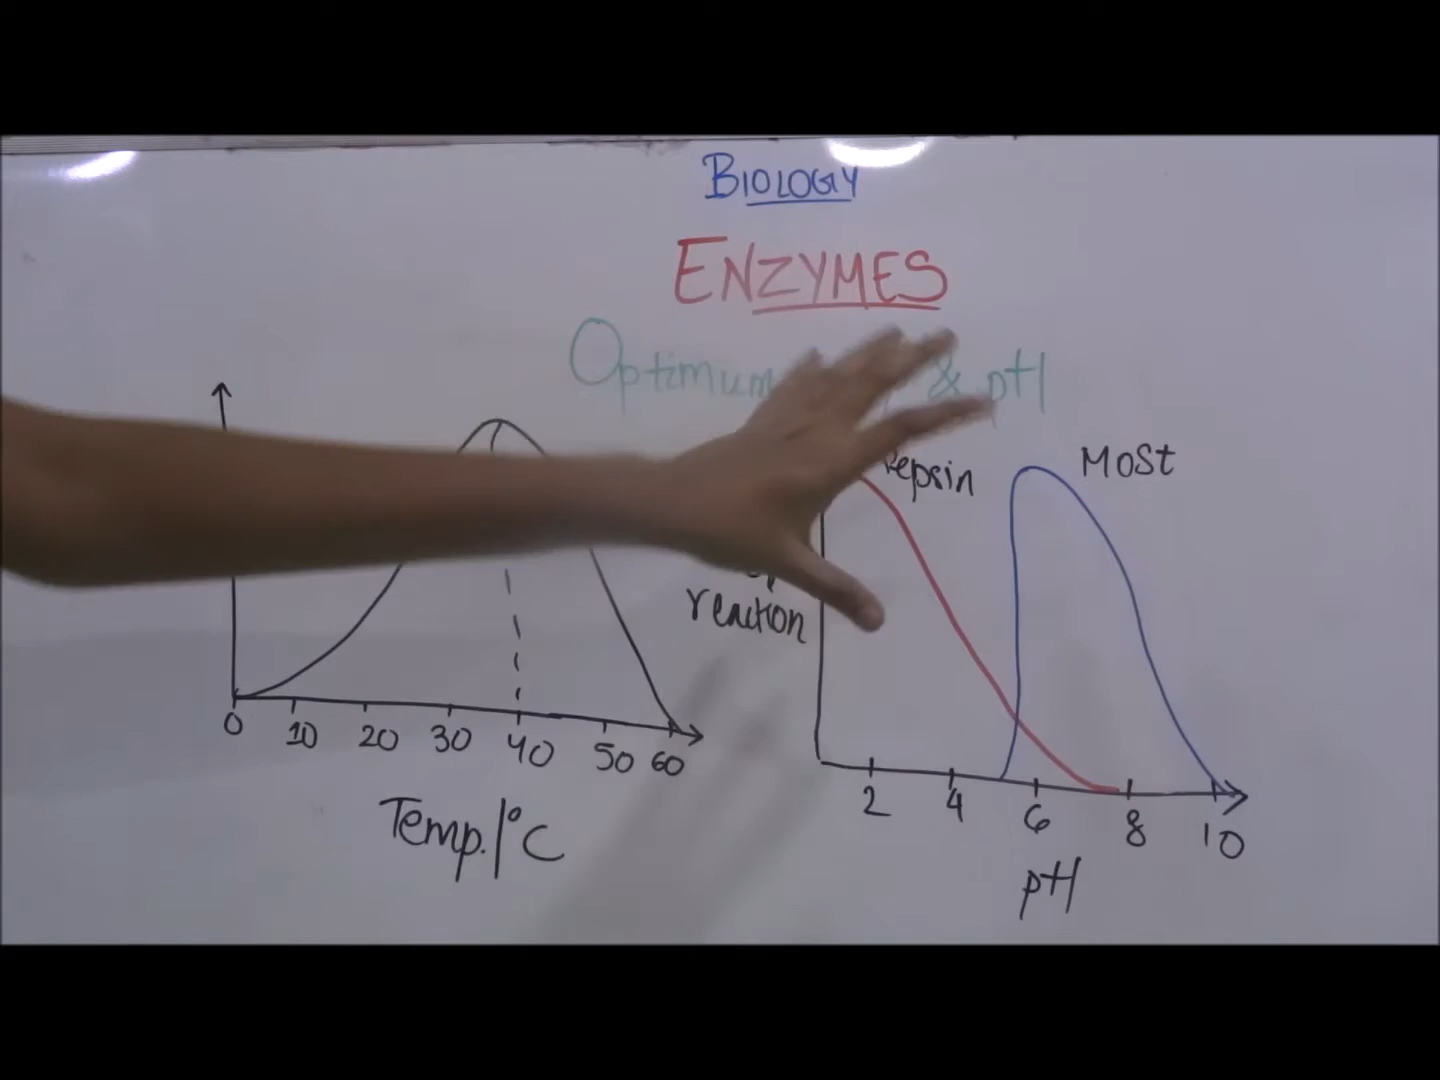 BIOLOGY
ENZYMES
Optimum & pH
Pepsin
Most
reaction
0 10 20 30 40 50 60
Temp./°C
2 4 6 8 10
pH